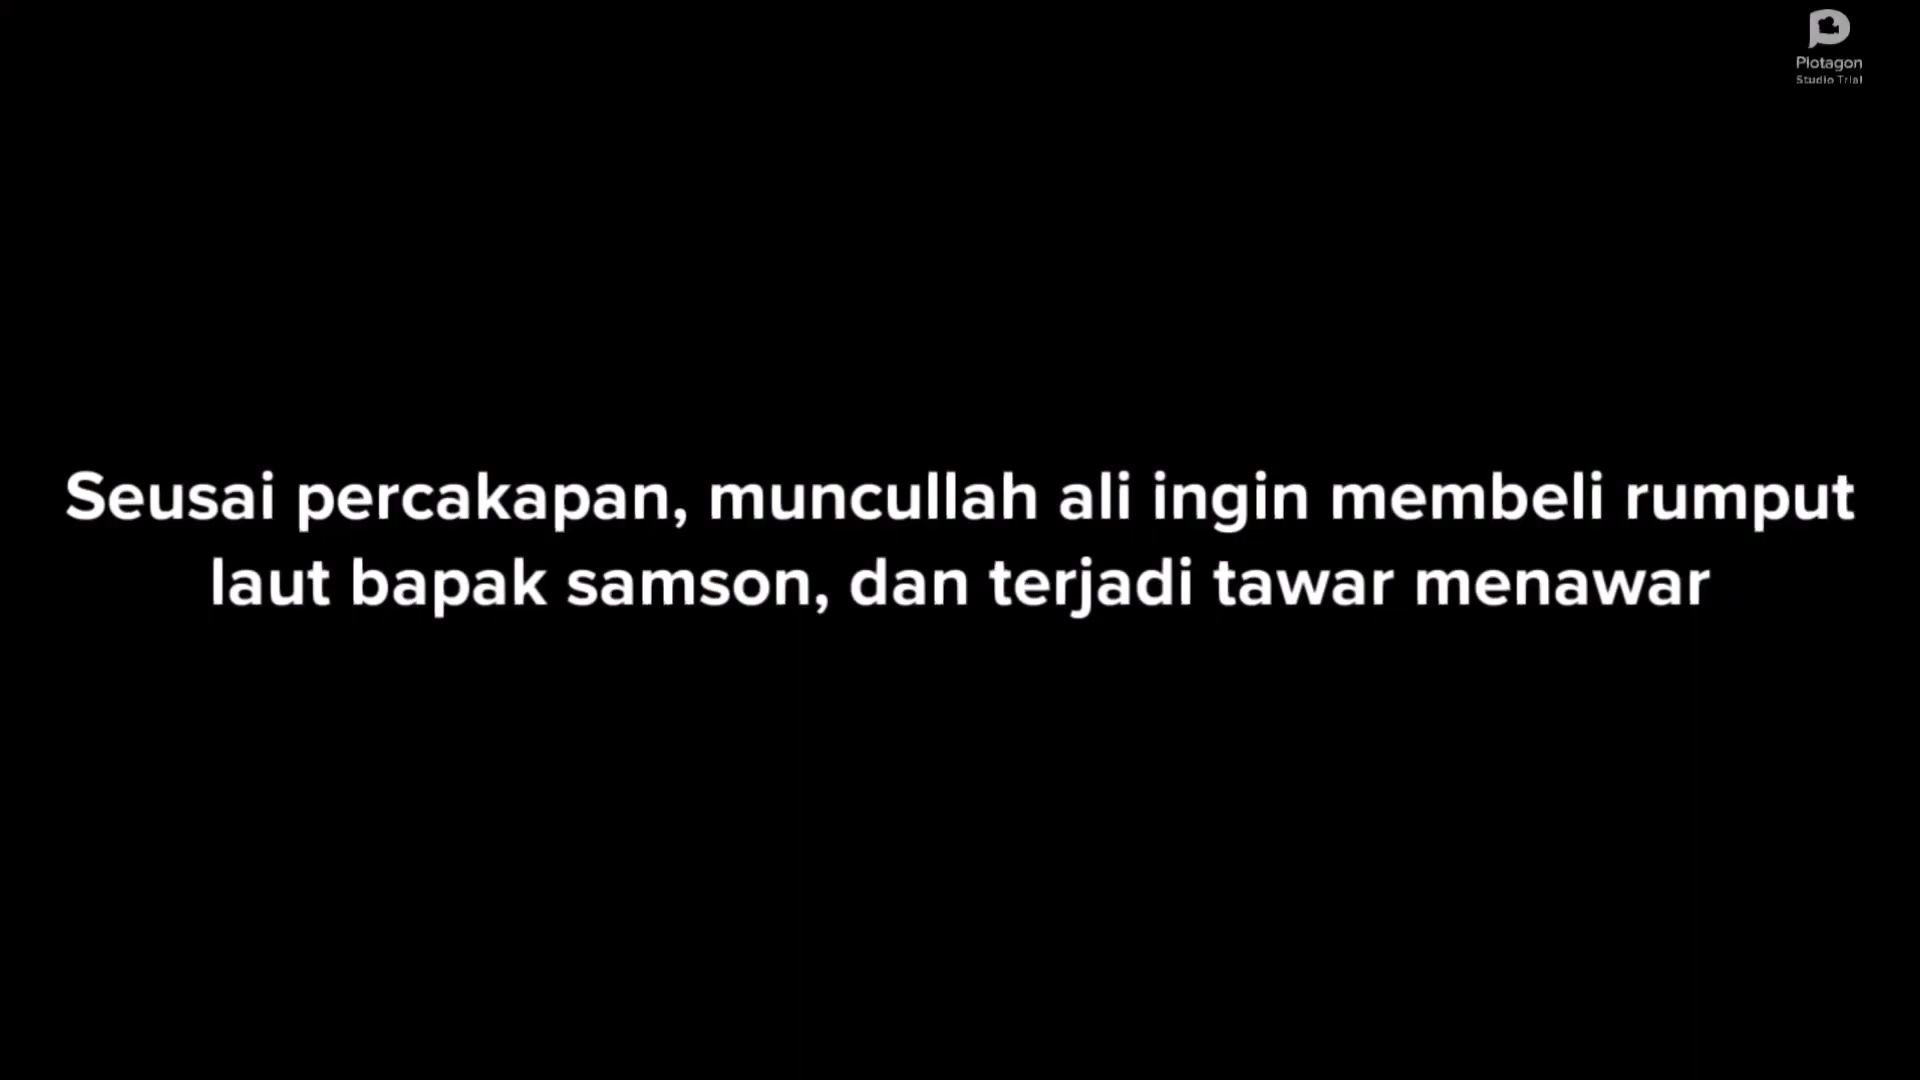 Plotagon
Studio Trial
Seusai percakapan, muncullah ali ingin membeli rumput
laut bapak samson, dan terjadi tawar menawar